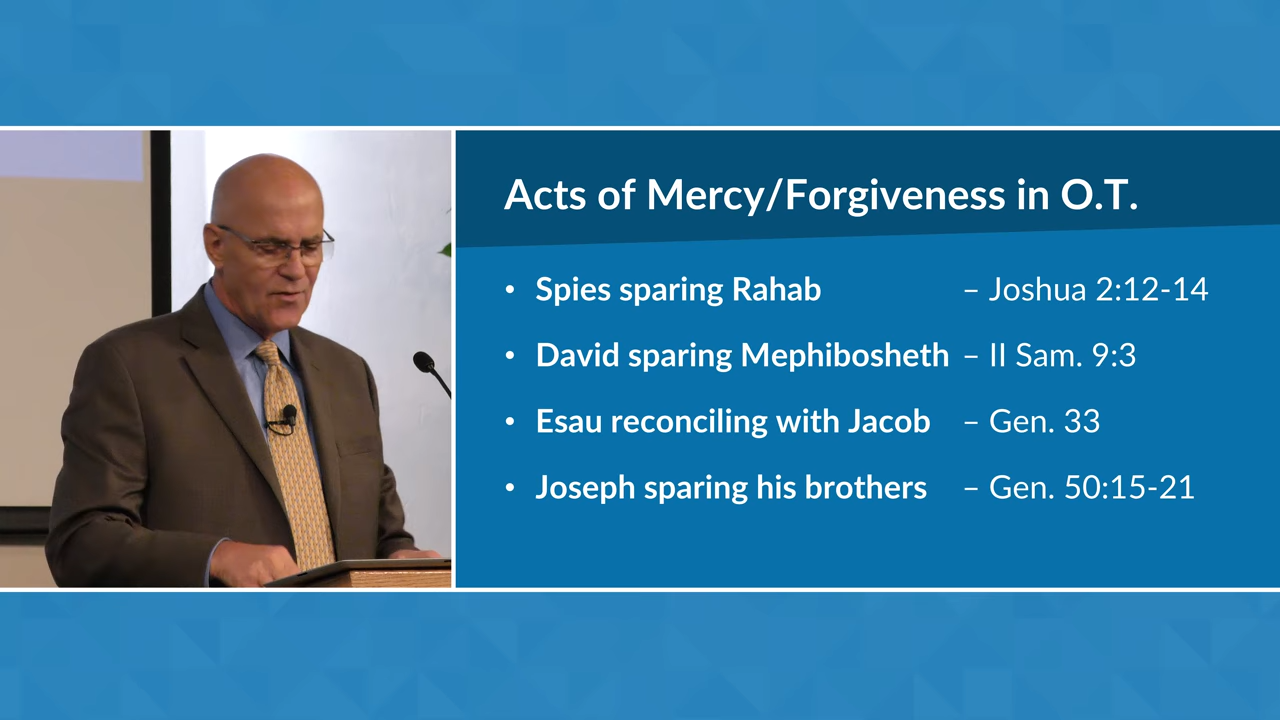 Acts of Mercy/Forgiveness in O.T.
• Spies sparing Rahab – Joshua 2:12-14
• David sparing Mephibosheth – II Sam. 9:3
• Esau reconciling with Jacob – Gen. 33
• Joseph sparing his brothers – Gen. 50:15-21